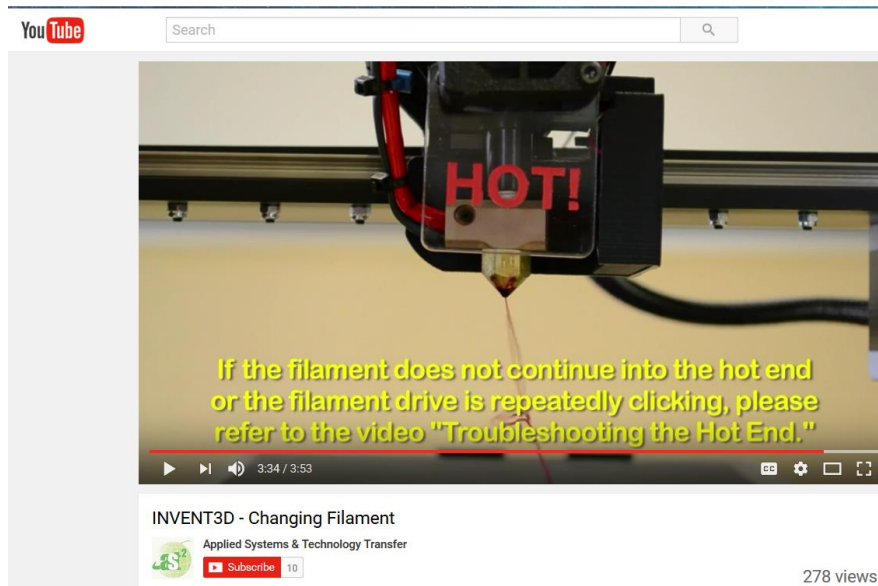 YouTube
Search
HOT!
If the filament does not continue into the hot end
or the filament drive is repeatedly clicking, please
refer to the video "Troubleshooting the Hot End."
3:34 / 3:53
CC
INVENT3D - Changing Filament
as²
Applied Systems & Technology Transfer
Subscribe 10
278 views